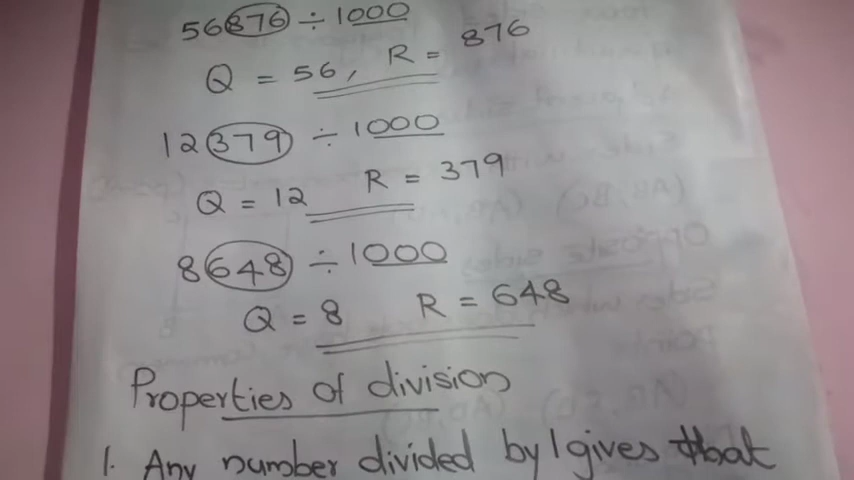 56876 ÷ 1000
Q = 56, R = 876
12379 ÷ 1000
Q = 12 R = 379
8648 ÷ 1000
Q = 8 R = 648
Properties of division
1. Any number divided by 1 gives that